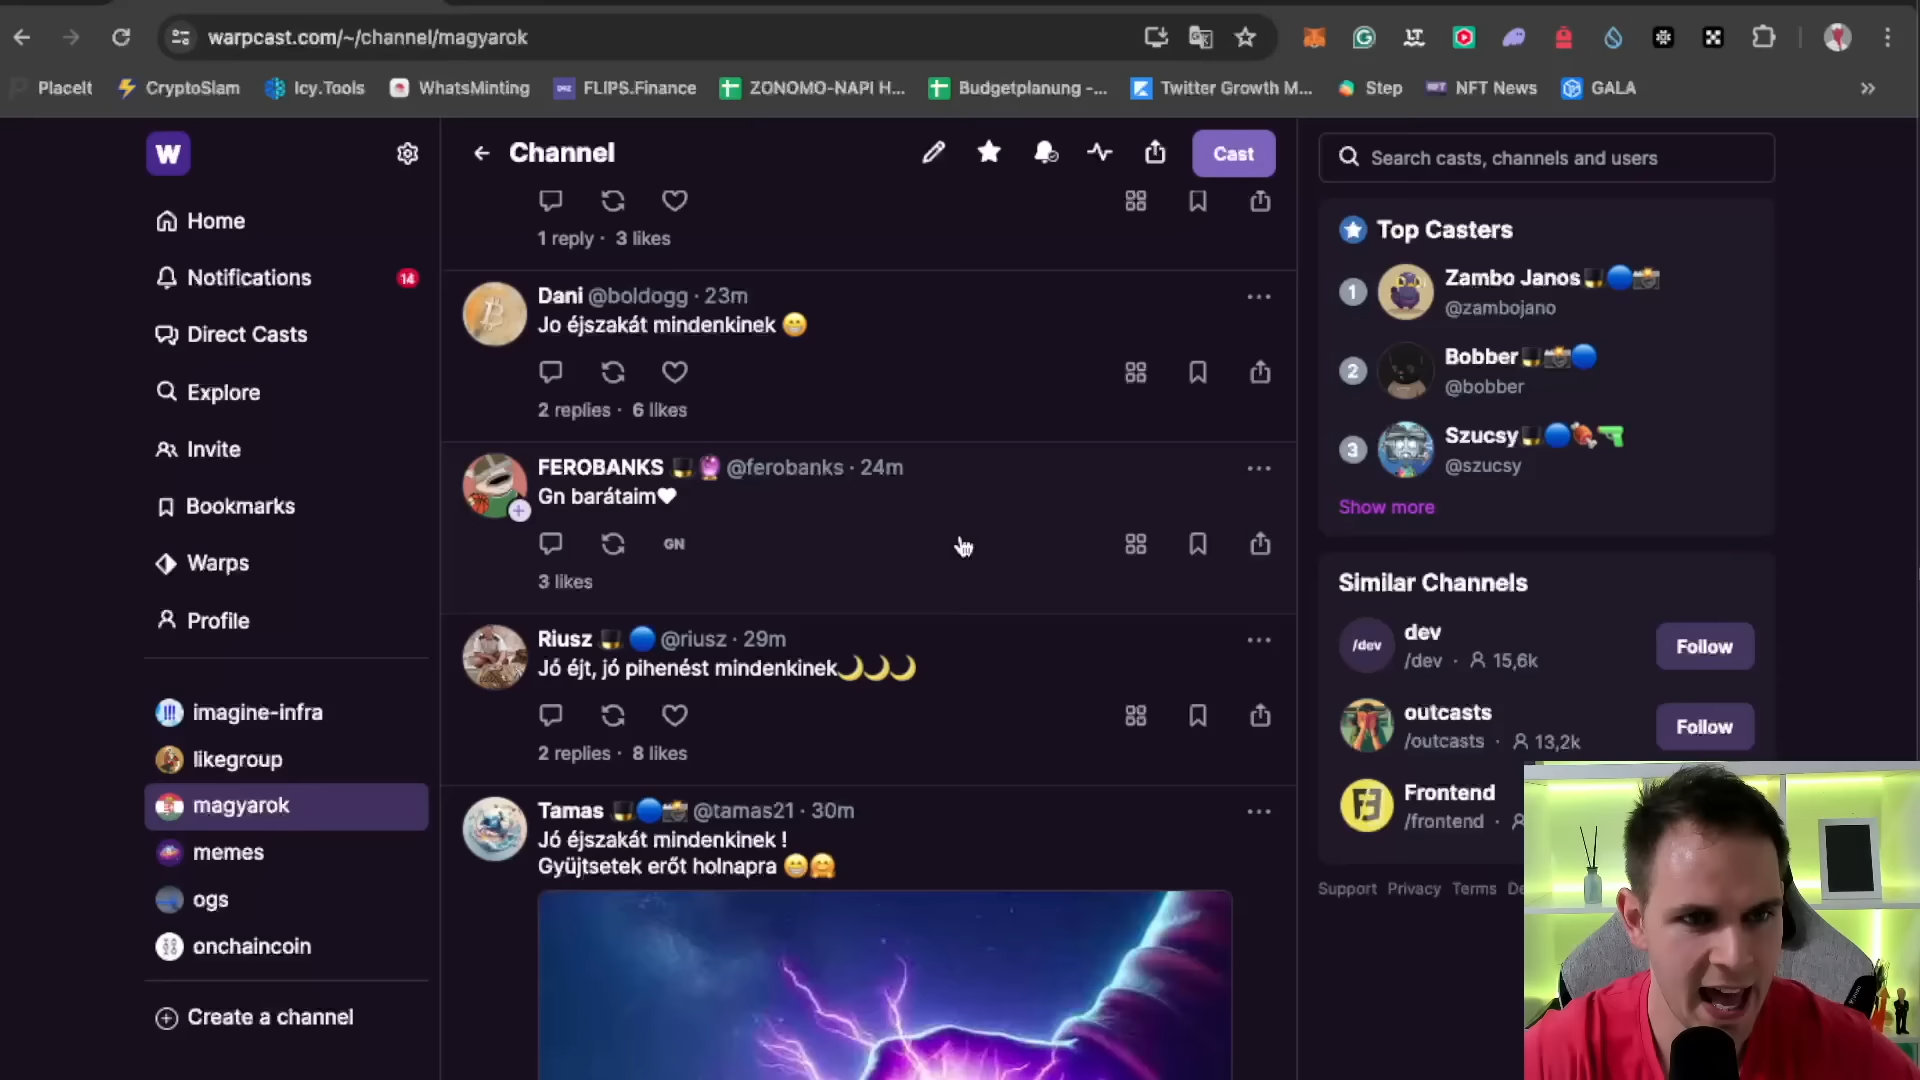 warpcast.com/~/channel/magyarok
PlaceIt
CryptoSlam
Icy.Tools
WhatsMinting
FLIPS.Finance
ZONOMO-NAPI H...
Budgetplanung -...
Twitter Growth M...
Step
NFT News
GALA
W
Home
Notifications
14
Direct Casts
Explore
Invite
Bookmarks
Warps
Profile
imagine-infra
likegroup
magyarok
memes
ogs
onchaincoin
Create a channel
Channel
Cast
1 reply · 3 likes
Dani @boldogg · 23m
Jo éjszakát mindenkinek 😁
2 replies · 6 likes
FEROBANKS 🎩🔮 @ferobanks · 24m
Gn barátaim♥
GN
3 likes
Riusz 🎩🔵 @riusz · 29m
Jó éjt, jó pihenést mindenkinek🌙🌙🌙
2 replies · 8 likes
Tamas 🎩🔵📸 @tamas21 · 30m
Jó éjszakát mindenkinek !
Gyüjtsetek erőt holnapra 😁🤗
Search casts, channels and users
Top Casters
1
Zambo Janos🎩🔵📸
@zambojano
2
Bobber🎩📸🔵
@bobber
3
Szucsy🎩🔵🍖🔫
@szucsy
Show more
Similar Channels
/dev
dev
/dev · 15,6k
Follow
outcasts
/outcasts · 13,2k
Follow
Frontend
/frontend ·
Support Privacy Terms